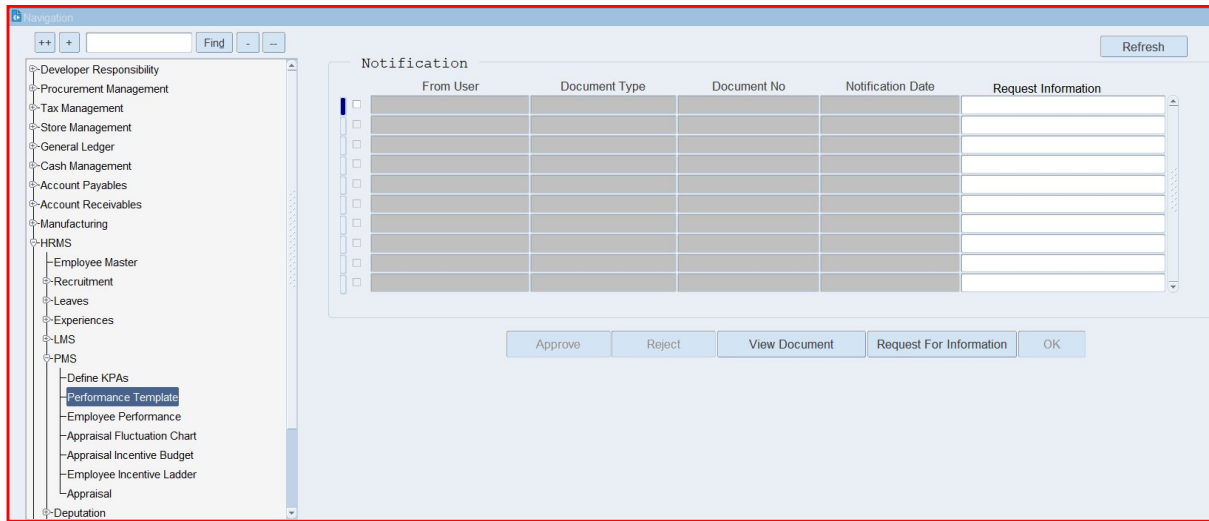 Navigation
++ + Find - --
Refresh
Developer Responsibility
Procurement Management
Tax Management
Store Management
General Ledger
Cash Management
Account Payables
Account Receivables
Manufacturing
HRMS
Employee Master
Recruitment
Leaves
Experiences
LMS
PMS
Define KPAs
Performance Template
Employee Performance
Appraisal Fluctuation Chart
Appraisal Incentive Budget
Employee Incentive Ladder
Appraisal
Deputation
Notification
From User Document Type Document No Notification Date Request Information
Approve Reject View Document Request For Information OK